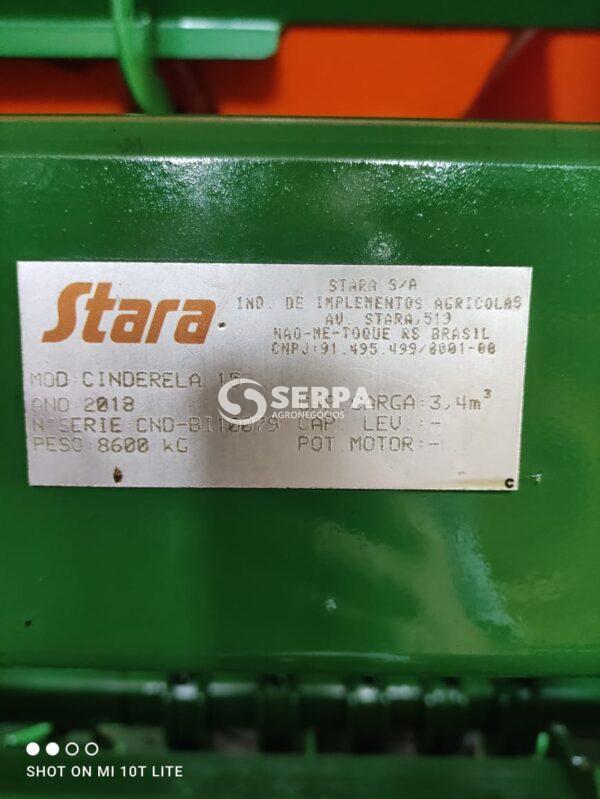 Stara
STARA S/A
IND. DE IMPLEMENTOS AGRICOLAS
AV. STARA,519
NAO-ME-TOQUE RS BRASIL
CNPJ:91.495.499/0001-00
MOD CINDERELA
ANO 2018
CARGA:3,4m³
Nº SERIE CAP. LEV.:-
PESO 8600 KG POT MOTOR:-
C
SERPA
AGRONEGÓCIOS
SHOT ON MI 10T LITE